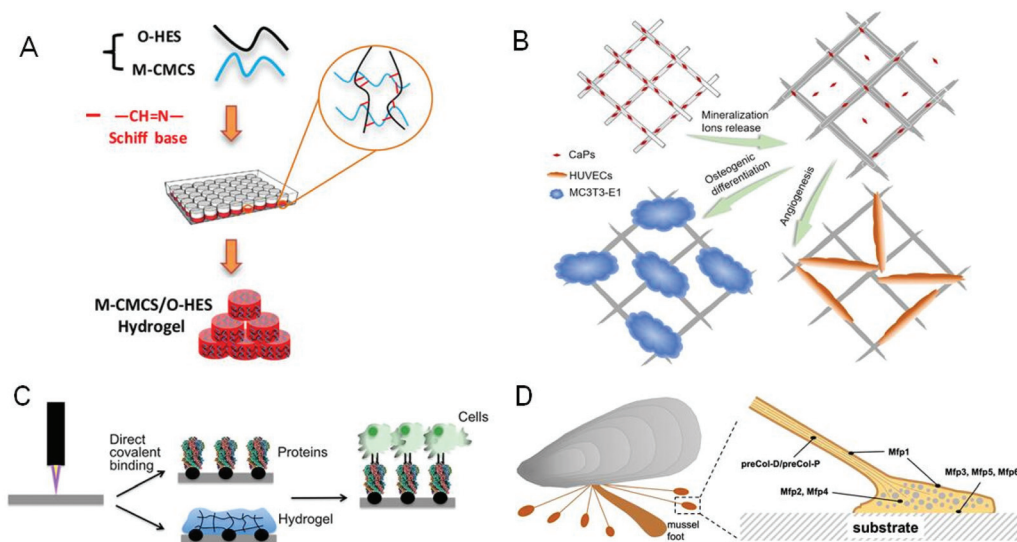 A
O-HES
M-CMCS
—CH=N—
Schiff base
M-CMCS/O-HES
Hydrogel
B
Mineralization
Ions release
CaPs
HUVECs
MC3T3-E1
Osteogenic
differentiation
Angiogenesis
C
Direct
covalent
binding
Proteins
Hydrogel
Cells
D
mussel
foot
preCol-D/preCol-P
Mfp1
Mfp3, Mfp5, Mfp6
Mfp2, Mfp4
substrate